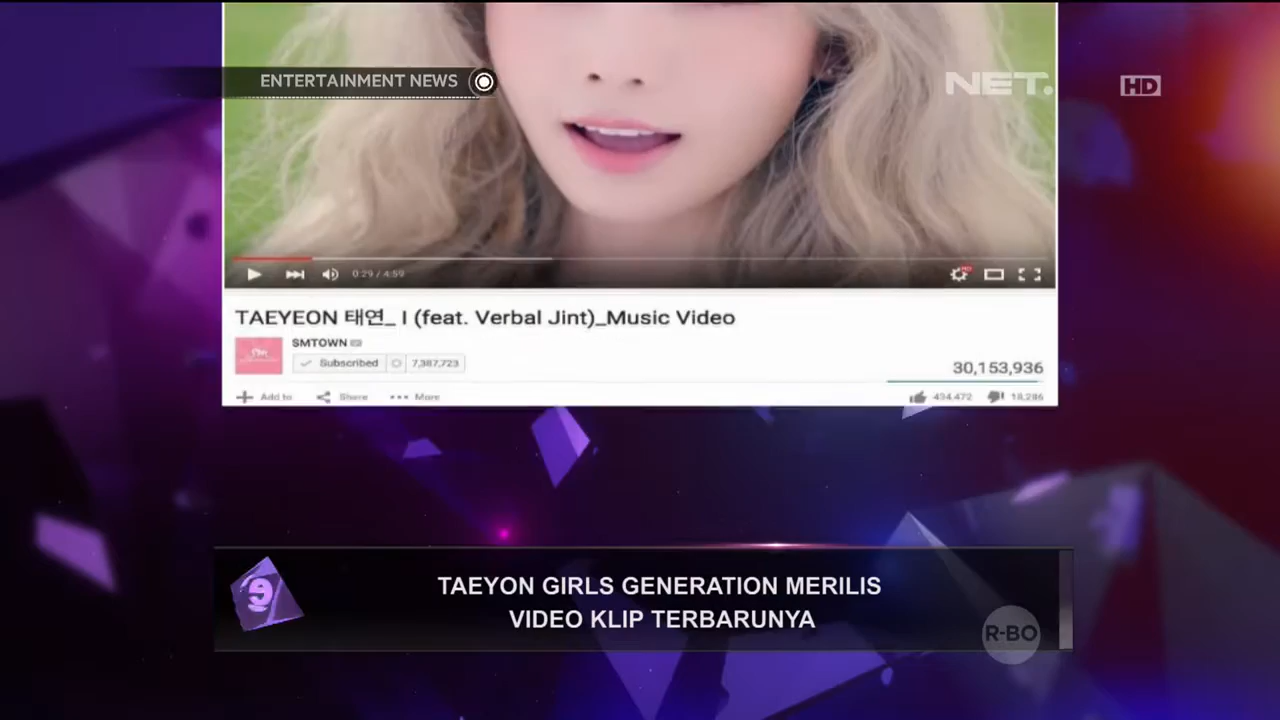 ENTERTAINMENT NEWS
NET.
HD
0:29 / 4:59
TAEYEON 태연_ I (feat. Verbal Jint)_Music Video
SMTOWN
Subscribed 7,387,723
30,153,936
Add to Share More
434,472 18,286
TAEYON GIRLS GENERATION MERILIS
VIDEO KLIP TERBARUNYA
R-BO